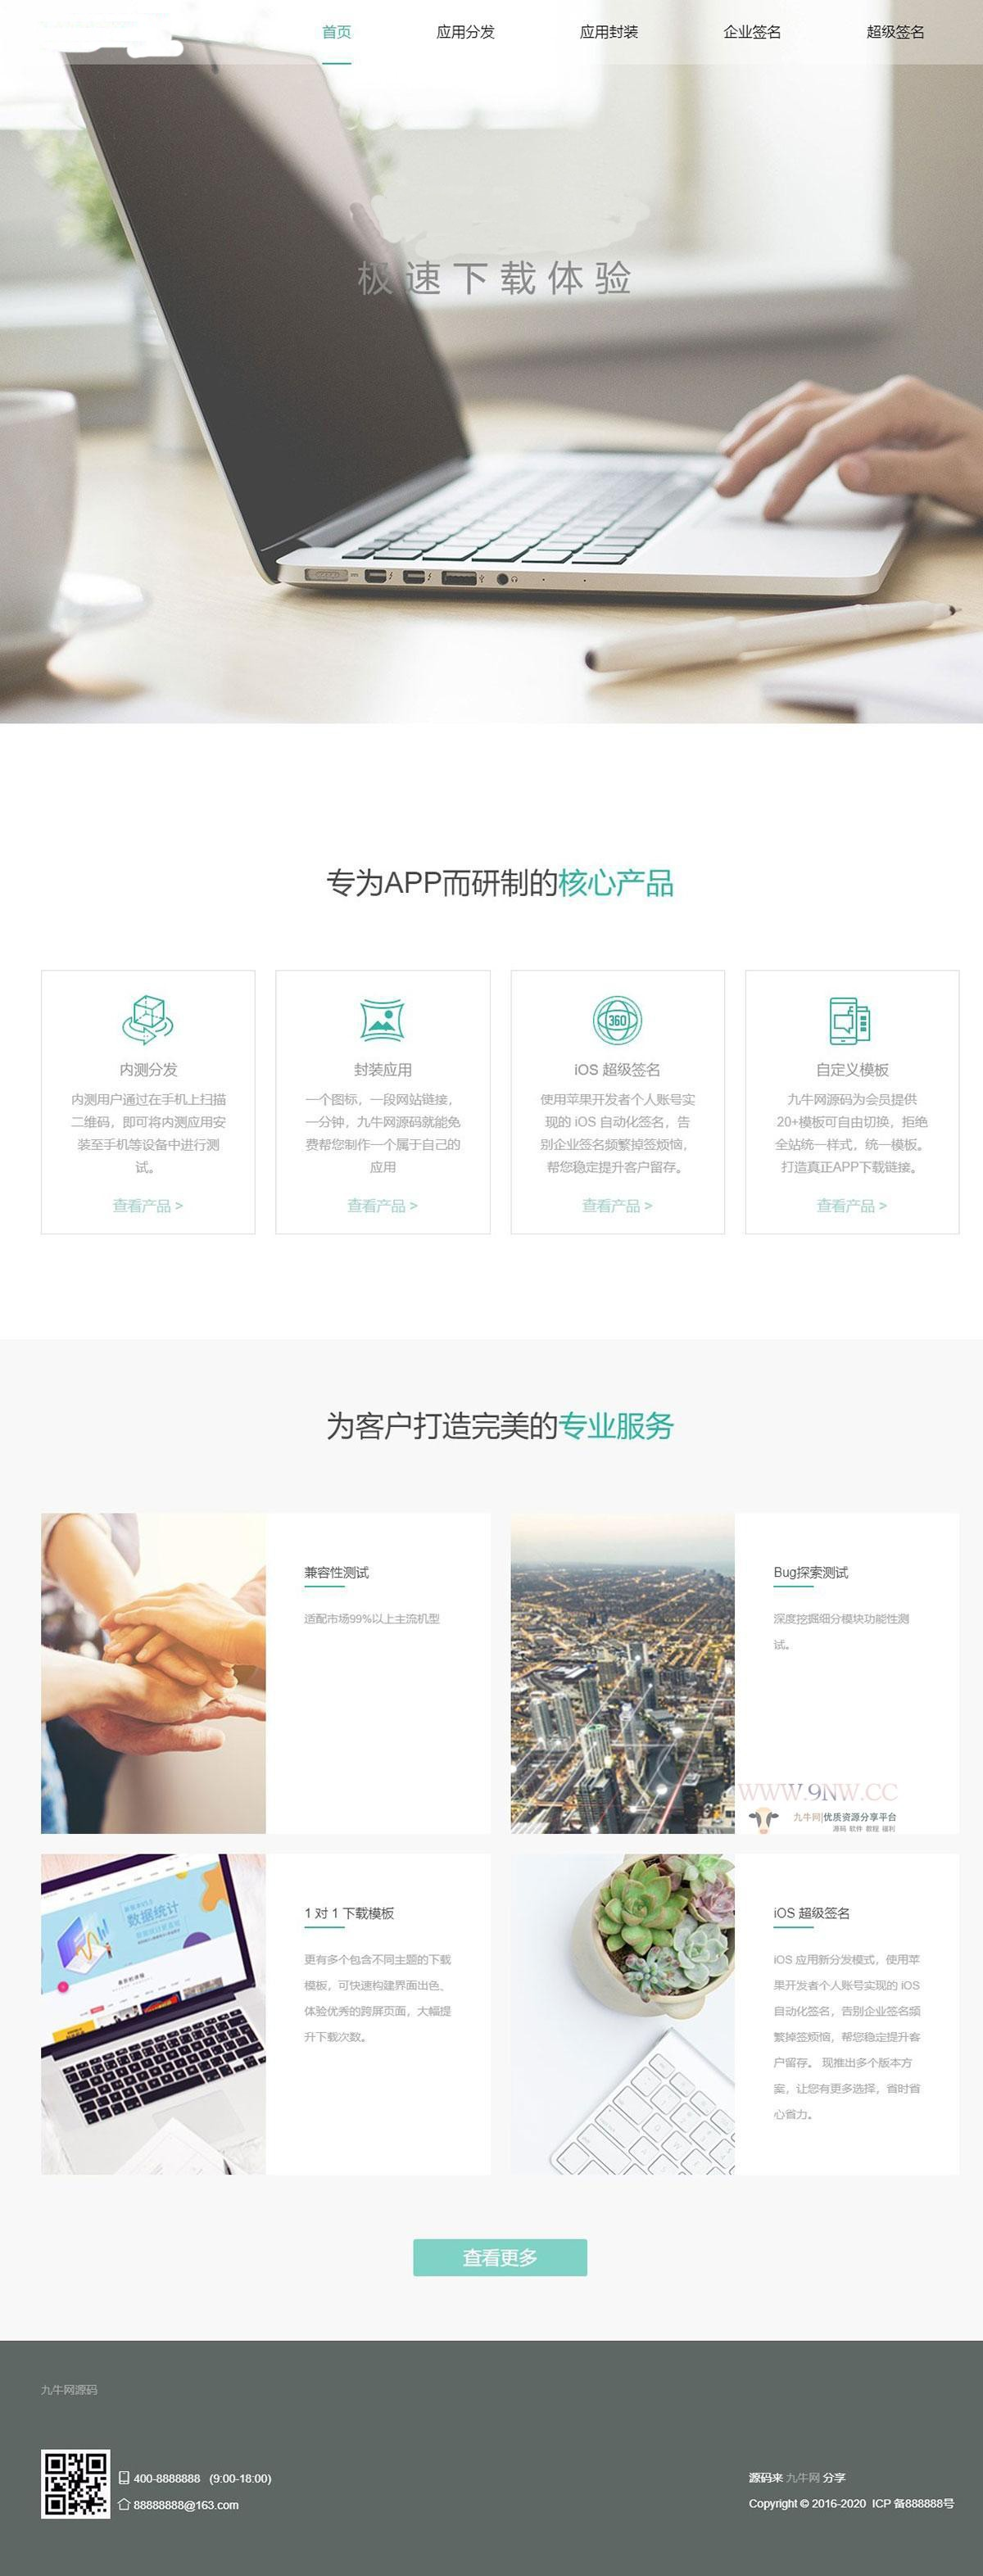 首页 应用分发 应用封装 企业签名 超级签名
极速下载体验
专为APP而研制的核心产品
内测分发
内测用户通过在手机上扫描
二维码，即可将内测应用安
装至手机等设备中进行测
试。
查看产品 >
封装应用
一个图标，一段网站链接，
一分钟，九牛网源码就能免
费帮您制作一个属于自己的
应用
查看产品 >
360
iOS 超级签名
使用苹果开发者个人账号实
现的 iOS 自动化签名，告
别企业签名频繁掉签烦恼，
帮您稳定提升客户留存。
查看产品 >
自定义模板
九牛网源码为会员提供
20+模板可自由切换，拒绝
全站统一样式，统一模板。
打造真正APP下载链接。
查看产品 >
为客户打造完美的专业服务
兼容性测试
适配市场99%以上主流机型
Bug探索测试
深度挖掘细分模块功能性测
试。
WWW.9NW.CC
九牛网|优质资源分享平台
源码 软件 教程 福利
数据统计
1 对 1 下载模板
更有多个包含不同主题的下载
模板，可快速构建界面出色、
体验优秀的跨屏页面，大幅提
升下载次数。
iOS 超级签名
iOS 应用新分发模式，使用苹
果开发者个人账号实现的 iOS
自动化签名，告别企业签名频
繁掉签烦恼，帮您稳定提升客
户留存。 现推出多个版本方
案，让您有更多选择，省时省
心省力。
查看更多
九牛网源码
400-8888888 (9:00-18:00)
88888888@163.com
源码来 九牛网 分享
Copyright © 2016-2020 ICP 备888888号